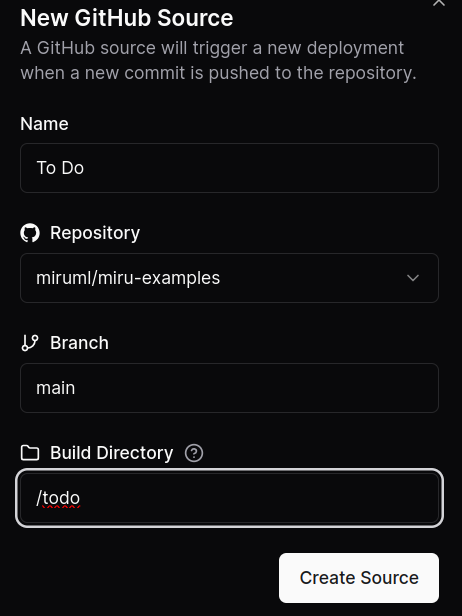 New GitHub Source
A GitHub source will trigger a new deployment
when a new commit is pushed to the repository.
Name
To Do
Repository
miruml/miru-examples
Branch
main
Build Directory ?
/todo
Create Source